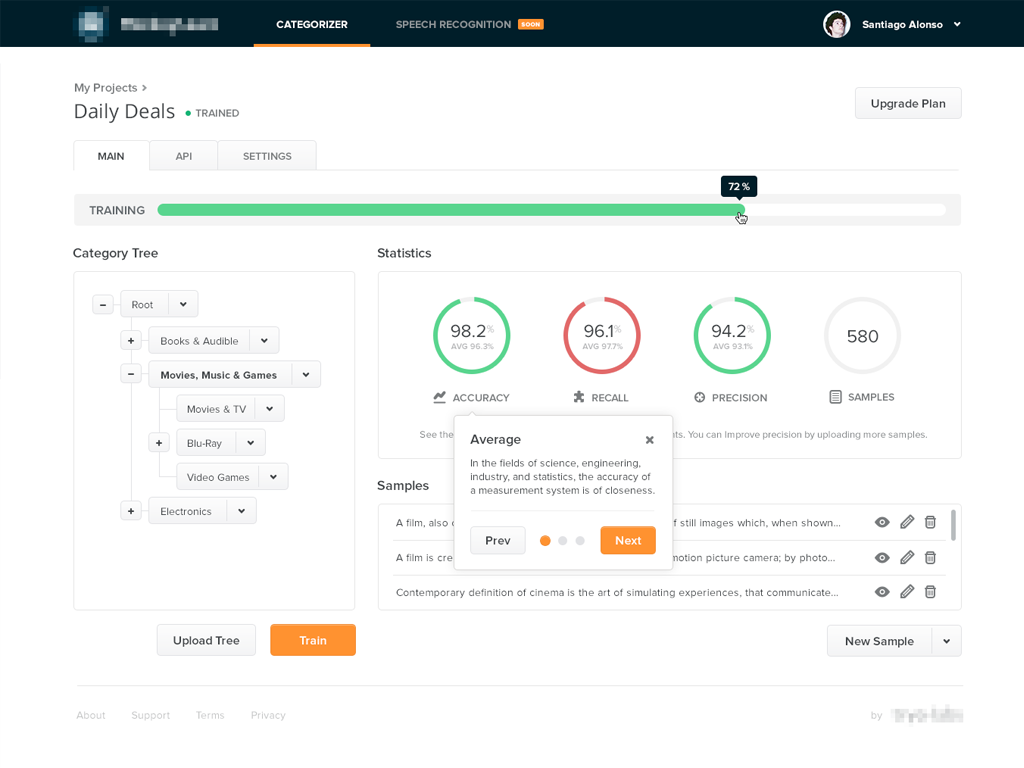 CATEGORIZER
SPEECH RECOGNITION SOON
Santiago Alonso
My Projects >
Daily Deals • TRAINED
Upgrade Plan
MAIN
API
SETTINGS
72 %
TRAINING
Category Tree
Root
Books & Audible
Movies, Music & Games
Movies & TV
Blu-Ray
Video Games
Electronics
Upload Tree
Train
Statistics
98.2%
AVG 96.3%
ACCURACY
96.1%
AVG 97.7%
RECALL
94.2%
AVG 93.1%
PRECISION
580
SAMPLES
See the
nts. You can improve precision by uploading more samples.
Average
In the fields of science, engineering,
industry, and statistics, the accuracy of
a measurement system is of closeness.
Prev
Next
Samples
A film, also
f still images which, when shown...
A film is cre
motion picture camera; by photo...
Contemporary definition of cinema is the art of simulating experiences, that communicate...
New Sample
About
Support
Terms
Privacy
by